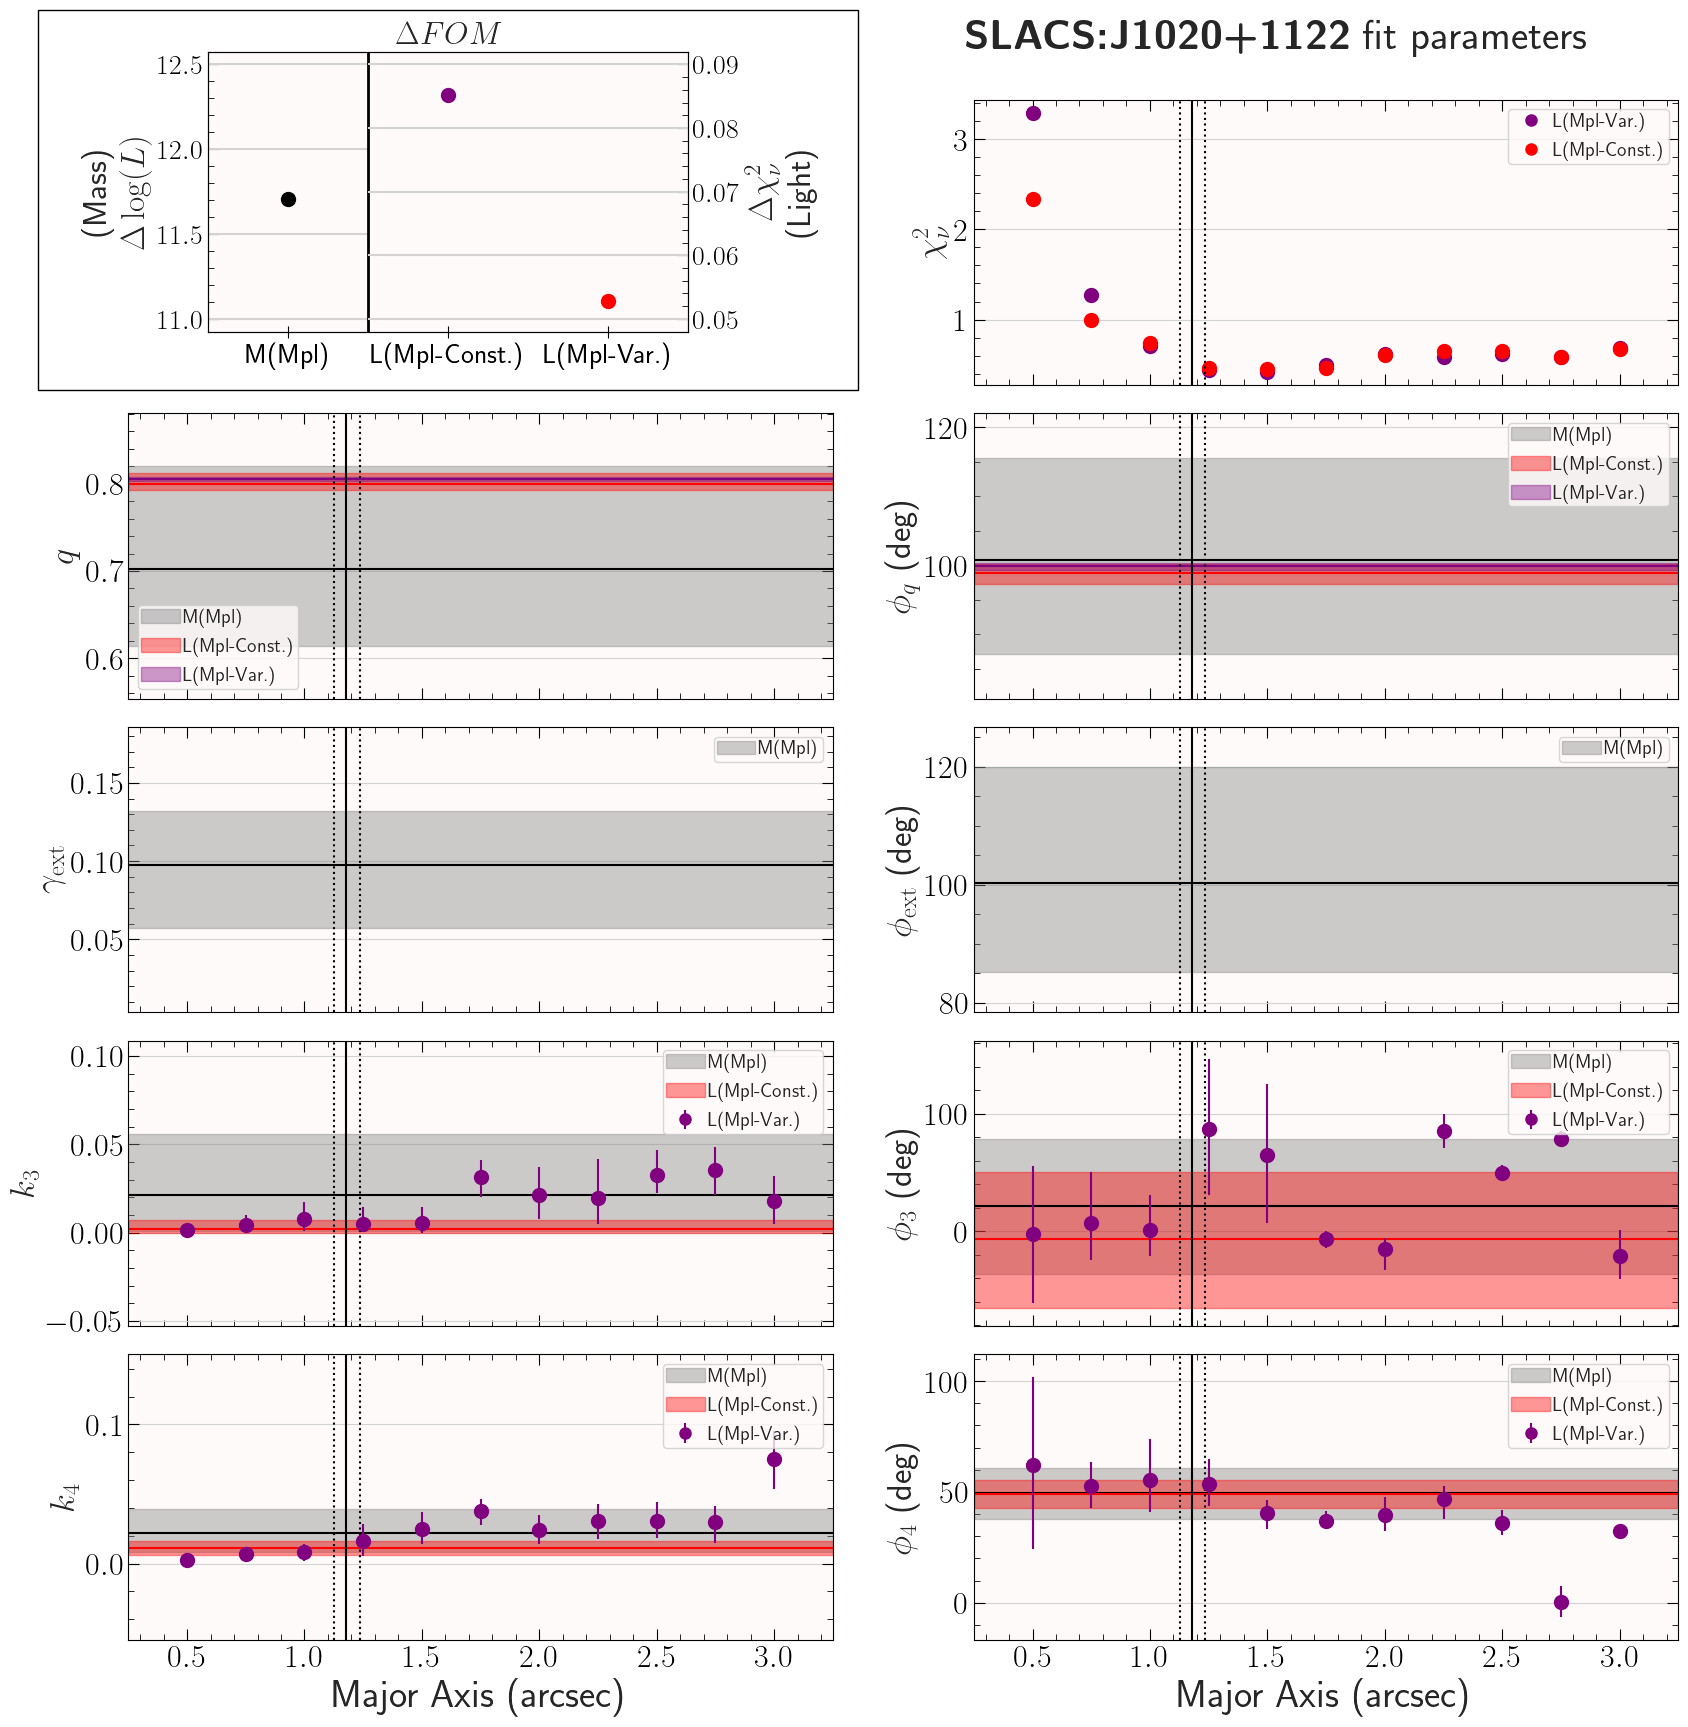 ΔFOM
SLACS:J1020+1122 fit parameters
(Mass)
Δ log(L)
12.5
12.0
11.5
11.0
0.09
0.08
0.07
0.06
0.05
Δχ²ᵥ
(Light)
M(Mpl)
L(Mpl-Const.)
L(Mpl-Var.)
χ²ᵥ
3
2
1
L(Mpl-Var.)
L(Mpl-Const.)
q
0.8
0.7
0.6
M(Mpl)
L(Mpl-Const.)
L(Mpl-Var.)
ϕq (deg)
120
100
M(Mpl)
L(Mpl-Const.)
L(Mpl-Var.)
γext
0.15
0.10
0.05
M(Mpl)
ϕext (deg)
120
100
80
M(Mpl)
k3
0.10
0.05
0.00
−0.05
M(Mpl)
L(Mpl-Const.)
L(Mpl-Var.)
ϕ3 (deg)
100
0
M(Mpl)
L(Mpl-Const.)
L(Mpl-Var.)
k4
0.1
0.0
M(Mpl)
L(Mpl-Const.)
L(Mpl-Var.)
0.5 1.0 1.5 2.0 2.5 3.0
Major Axis (arcsec)
ϕ4 (deg)
100
50
0
M(Mpl)
L(Mpl-Const.)
L(Mpl-Var.)
0.5 1.0 1.5 2.0 2.5 3.0
Major Axis (arcsec)